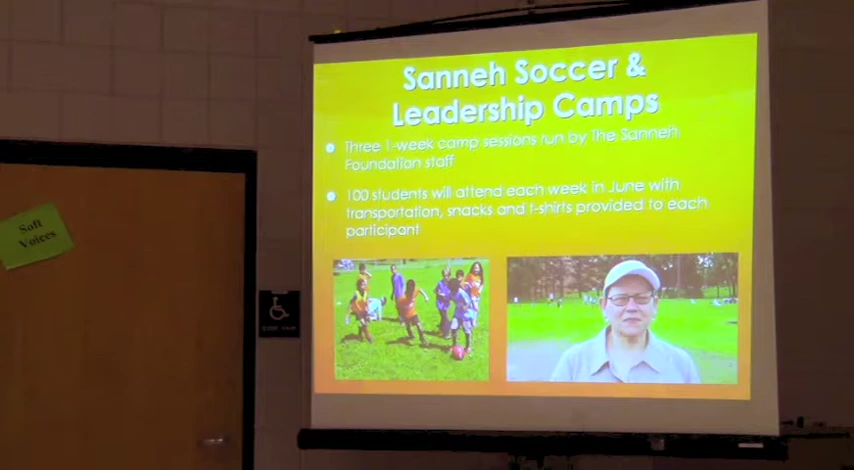 Sanneh Soccer &
Leadership Camps
Three 1-week camp sessions run by The Sanneh
Foundation staff
100 students will attend each week in June with
transportation, snacks and t-shirts provided to each
participant
Soft
Voices